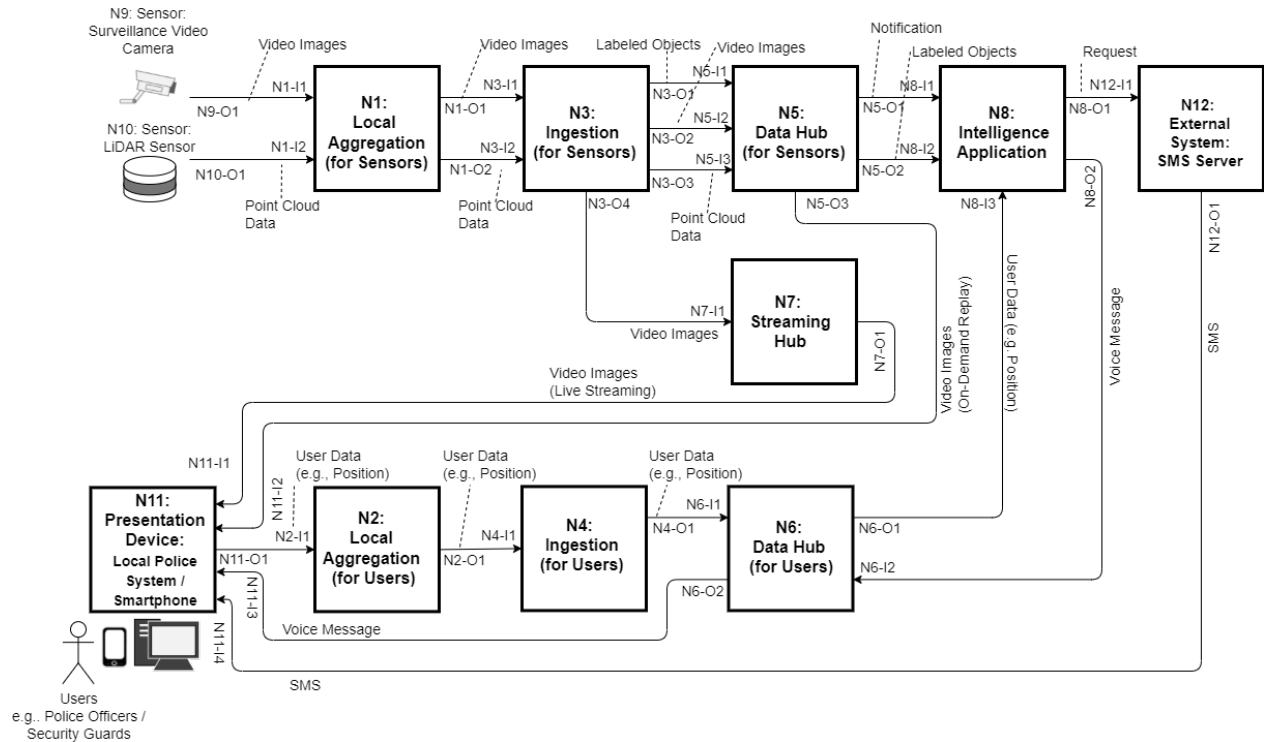 N9: Sensor:
Surveillance Video
Camera
Video Images
N1-I1
N9-O1
N10: Sensor:
LiDAR Sensor
N1-I2
N10-O1
Point Cloud
Data
N1:
Local
Aggregation
(for Sensors)
Video Images
N3-I1
N1-O1
N3-I2
N1-O2
Point Cloud
Data
N3:
Ingestion
(for Sensors)
Labeled Objects
Video Images
N5-I1
N3-O1
N5-I2
N3-O2
N5-I3
N3-O3
N3-O4
Point Cloud
Data
N5:
Data Hub
(for Sensors)
Notification
Labeled Objects
N8-I1
N5-O1
N8-I2
N5-O2
N5-O3
N8:
Intelligence
Application
N8-I3
Request
N12-I1
N8-O1
N8-O2
N12:
External
System:
SMS Server
N12-O1
N7-I1
Video Images
N7:
Streaming
Hub
N7-O1
Video Images
(Live Streaming)
Video Images
(On-Demand Replay)
User Data (e.g. Position)
Voice Message
SMS
N11-I1
N11-I2
N11:
Presentation
Device:
Local Police
System /
Smartphone
User Data
(e.g., Position)
N2-I1
N11-O1
N11-I3
N11-I4
N2:
Local
Aggregation
(for Users)
User Data
(e.g., Position)
N4-I1
N2-O1
N4:
Ingestion
(for Users)
User Data
(e.g., Position)
N6-I1
N4-O1
N6:
Data Hub
(for Users)
N6-O1
N6-I2
N6-O2
Voice Message
SMS
Users
e.g.. Police Officers /
Security Guards